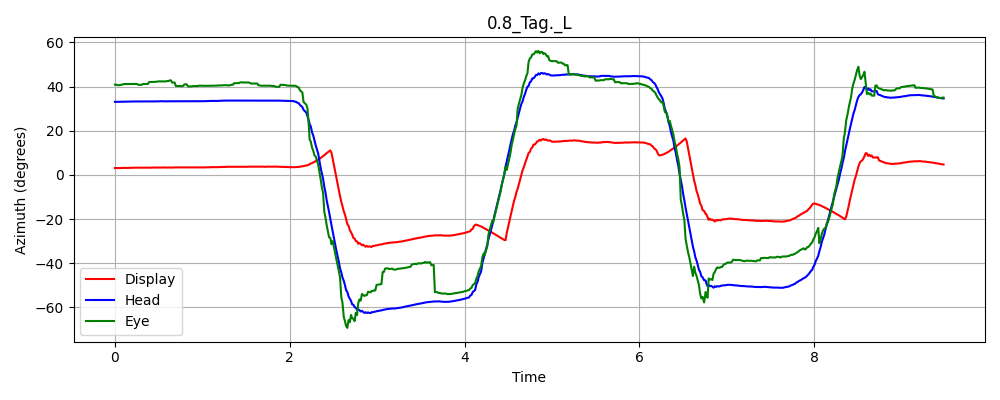 0.8_Tag._L
Azimuth (degrees)
60
40
20
0
−20
−40
−60
Display
Head
Eye
0 2 4 6 8
Time